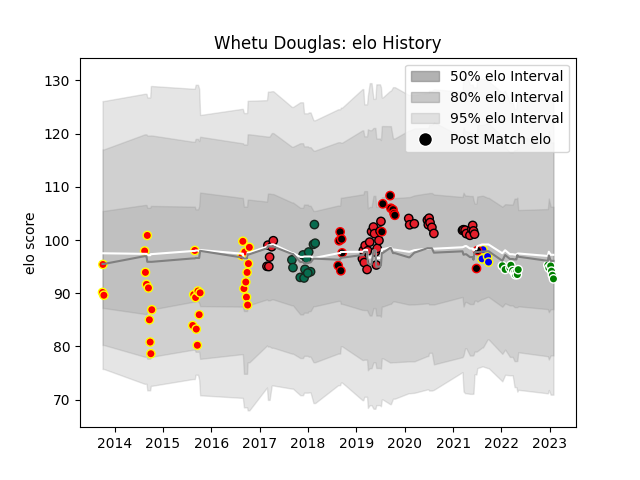 Whetu Douglas: elo History
50% elo Interval
80% elo Interval
95% elo Interval
Post Match elo
elo score
130
120
110
100
90
80
70
2014 2015 2016 2017 2018 2019 2020 2021 2022 2023